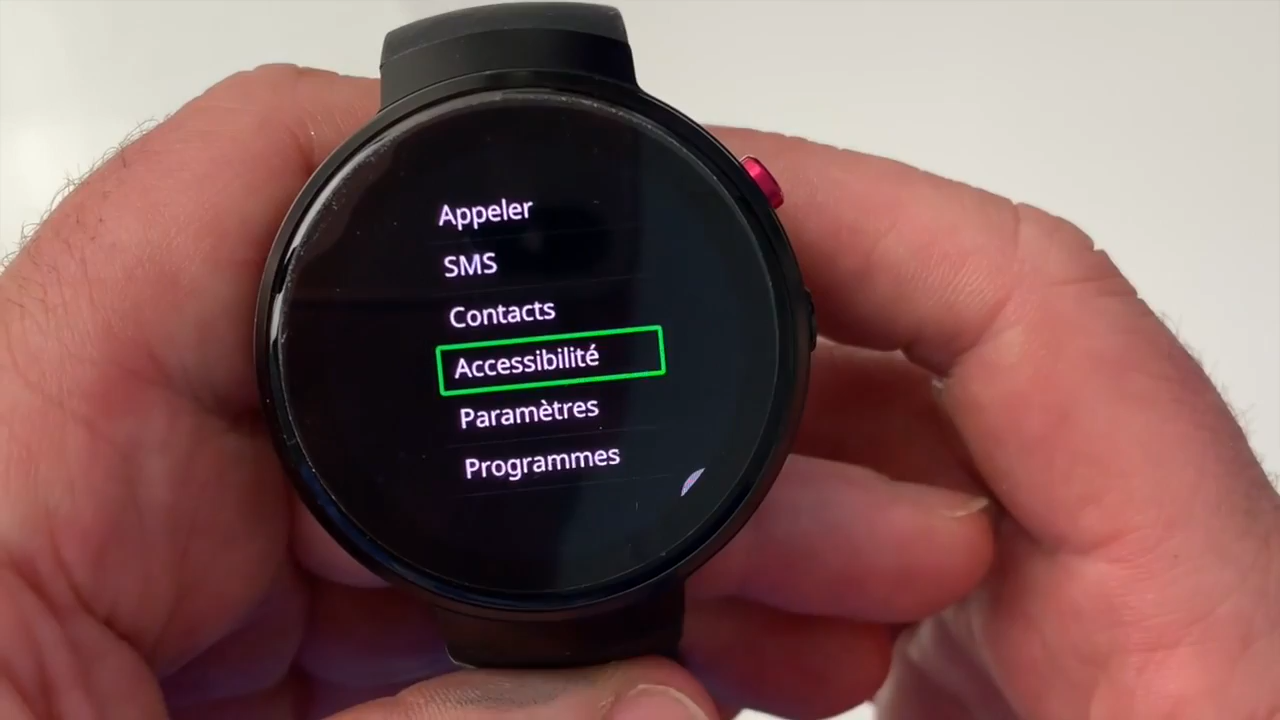 Appeler
SMS
Contacts
Accessibilité
Paramètres
Programmes